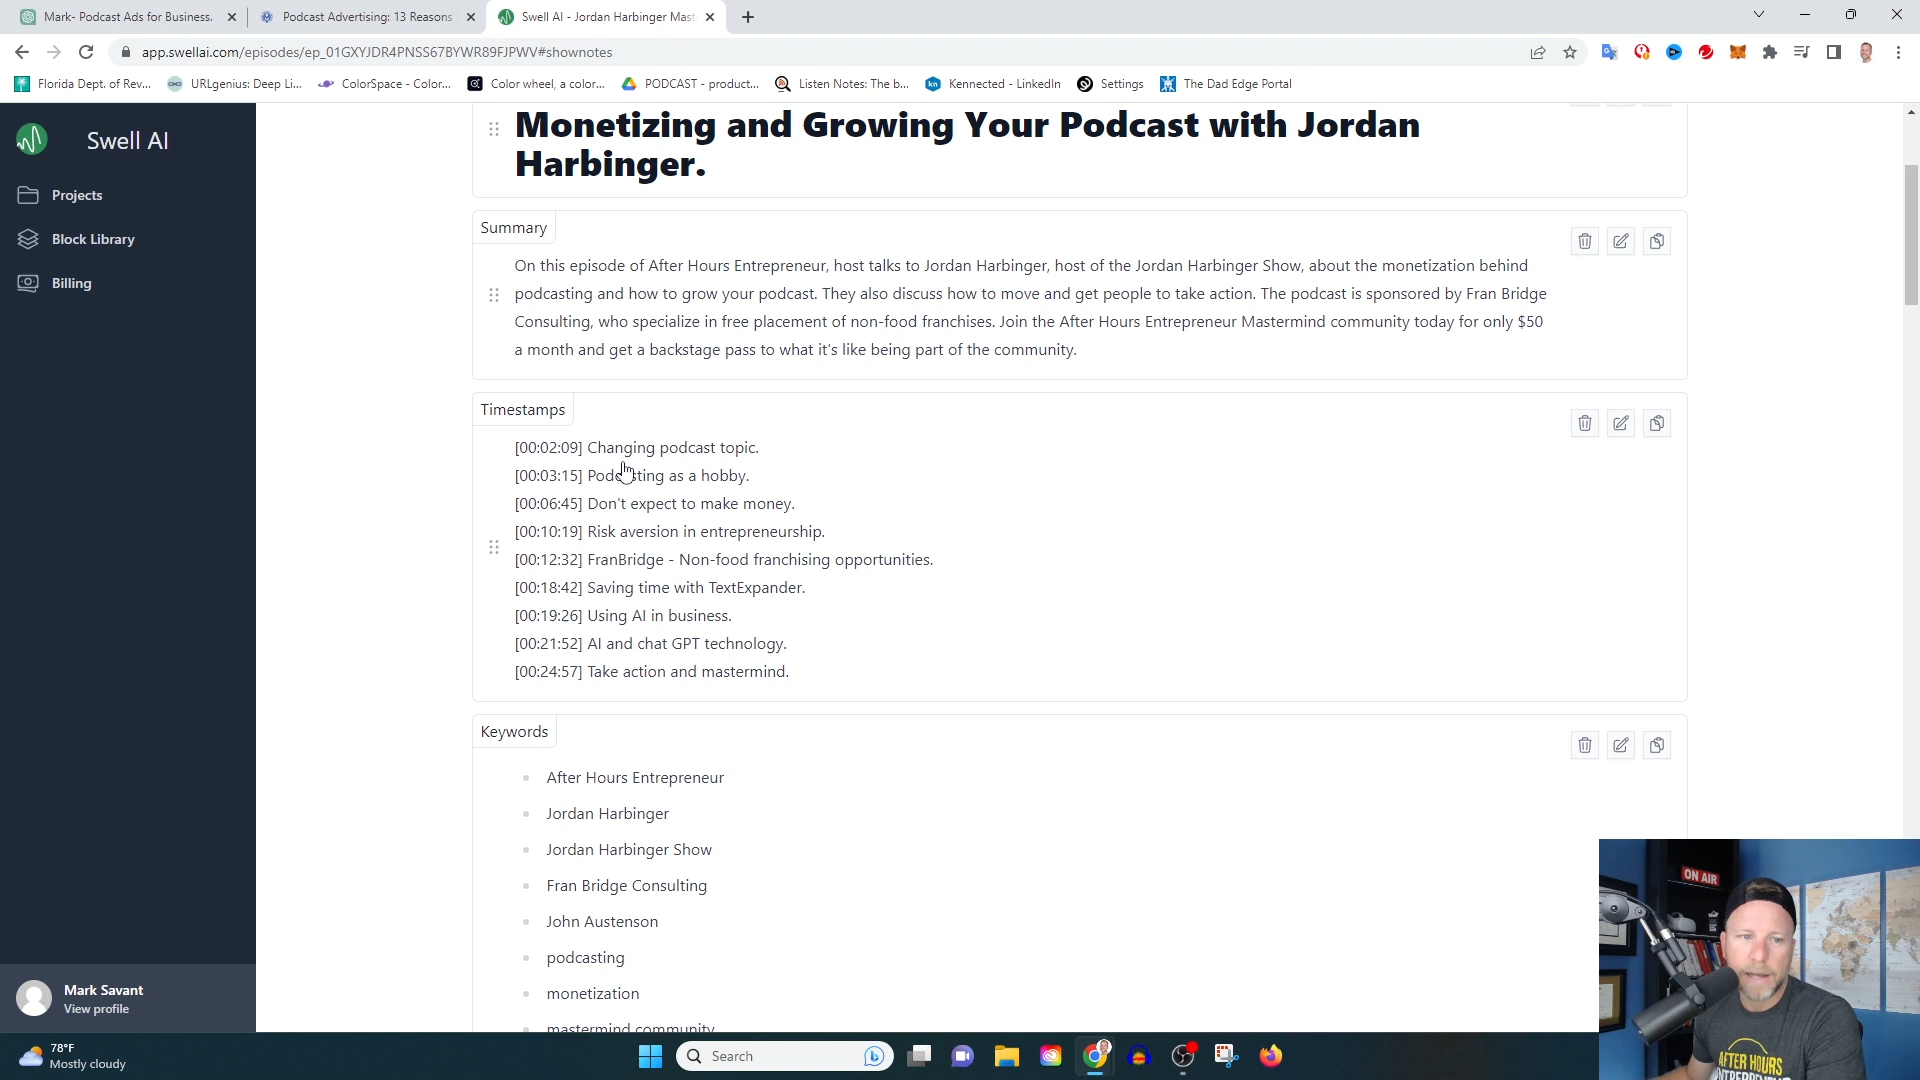 Mark- Podcast Ads for Business.
Podcast Advertising: 13 Reasons
Swell AI - Jordan Harbinger Mast
app.swellai.com/episodes/ep_01GXYJDR4PNSS67BYWR89FJPWV#shownotes
Florida Dept. of Rev...
URLgenius: Deep Li...
ColorSpace - Color...
Color wheel, a color...
PODCAST - product...
Listen Notes: The b...
Kennected - LinkedIn
Settings
The Dad Edge Portal
Swell AI
Projects
Block Library
Billing
Mark Savant
View profile
Monetizing and Growing Your Podcast with Jordan
Harbinger.
Summary
On this episode of After Hours Entrepreneur, host talks to Jordan Harbinger, host of the Jordan Harbinger Show, about the monetization behind
podcasting and how to grow your podcast. They also discuss how to move and get people to take action. The podcast is sponsored by Fran Bridge
Consulting, who specialize in free placement of non-food franchises. Join the After Hours Entrepreneur Mastermind community today for only $50
a month and get a backstage pass to what it's like being part of the community.
Timestamps
[00:02:09] Changing podcast topic.
[00:03:15] Podcasting as a hobby.
[00:06:45] Don't expect to make money.
[00:10:19] Risk aversion in entrepreneurship.
[00:12:32] FranBridge - Non-food franchising opportunities.
[00:18:42] Saving time with TextExpander.
[00:19:26] Using AI in business.
[00:21:52] AI and chat GPT technology.
[00:24:57] Take action and mastermind.
Keywords
After Hours Entrepreneur
Jordan Harbinger
Jordan Harbinger Show
Fran Bridge Consulting
John Austenson
podcasting
monetization
mastermind community
ON AIR
AFTER HOURS
ENTREPRENEUR
78°F
Mostly cloudy
Search